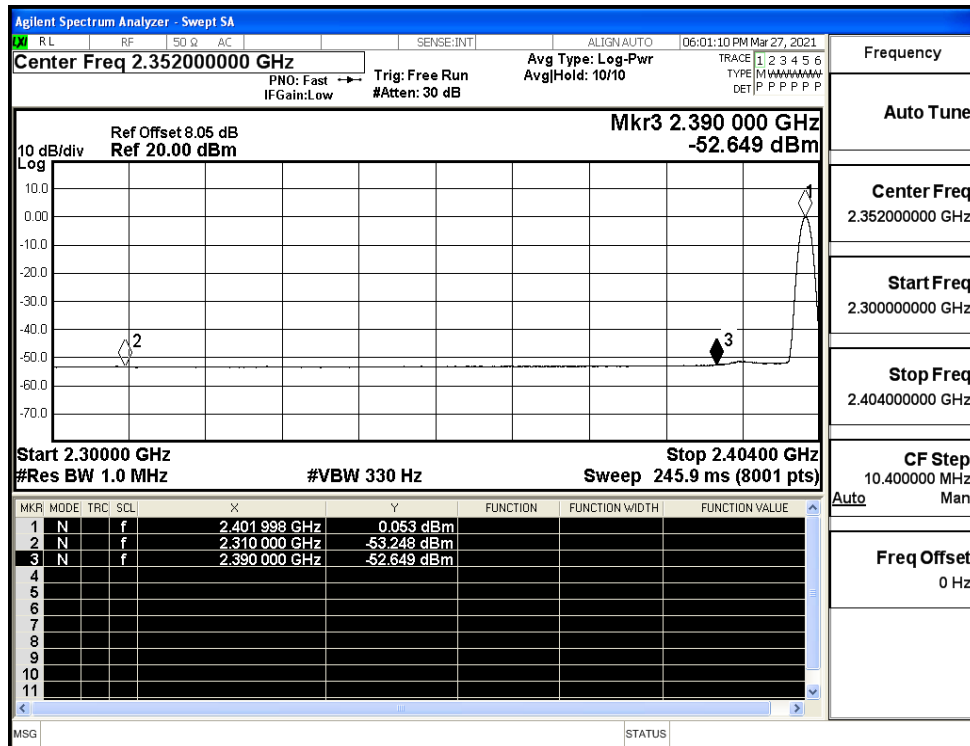 Agilent Spectrum Analyzer - Swept SA
LXI RL RF 50 Ω AC SENSE:INT ALIGN AUTO 06:01:10 PM Mar 27, 2021
Center Freq 2.352000000 GHz
PNO: Fast
IFGain:Low
Trig: Free Run
#Atten: 30 dB
Avg Type: Log-Pwr
Avg|Hold: 10/10
TRACE 1 2 3 4 5 6
TYPE M W W W W W
DET P P P P P P
Ref Offset 8.05 dB
10 dB/div Ref 20.00 dBm
Log
Mkr3 2.390 000 GHz
-52.649 dBm
10.0
0.00
-10.0
-20.0
-30.0
-40.0
-50.0
-60.0
-70.0
1
2
3
Start 2.30000 GHz Stop 2.40400 GHz
#Res BW 1.0 MHz #VBW 330 Hz Sweep 245.9 ms (8001 pts)
MKR MODE TRC SCL X Y FUNCTION FUNCTION WIDTH FUNCTION VALUE
1 N f 2.401 998 GHz 0.053 dBm
2 N f 2.310 000 GHz -53.248 dBm
3 N f 2.390 000 GHz -52.649 dBm
4
5
6
7
8
9
10
11
MSG STATUS
Frequency
Auto Tune
Center Freq
2.352000000 GHz
Start Freq
2.300000000 GHz
Stop Freq
2.404000000 GHz
CF Step
10.400000 MHz
Auto Man
Freq Offset
0 Hz